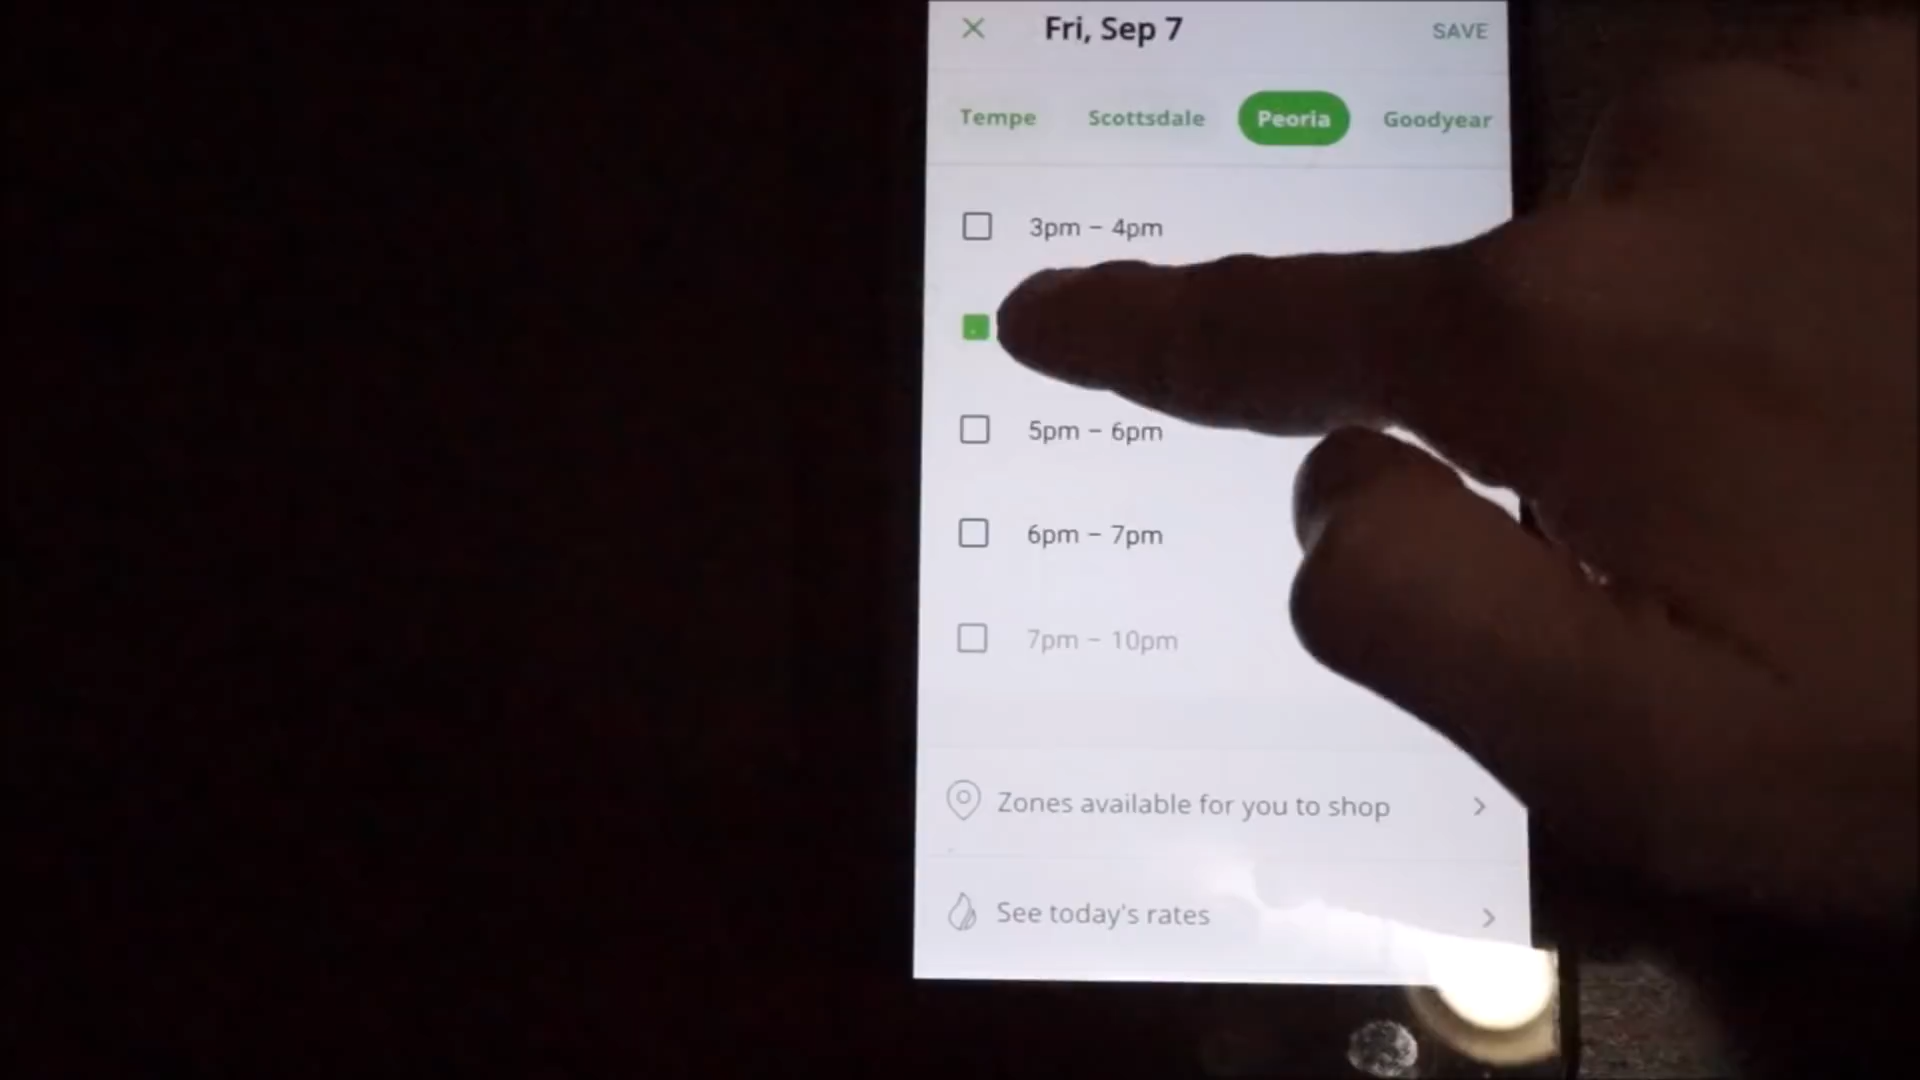 Fri, Sep 7
SAVE
Tempe Scottsdale Peoria Goodyear
3pm – 4pm
5pm – 6pm
6pm – 7pm
7pm – 10pm
Zones available for you to shop
See today's rates